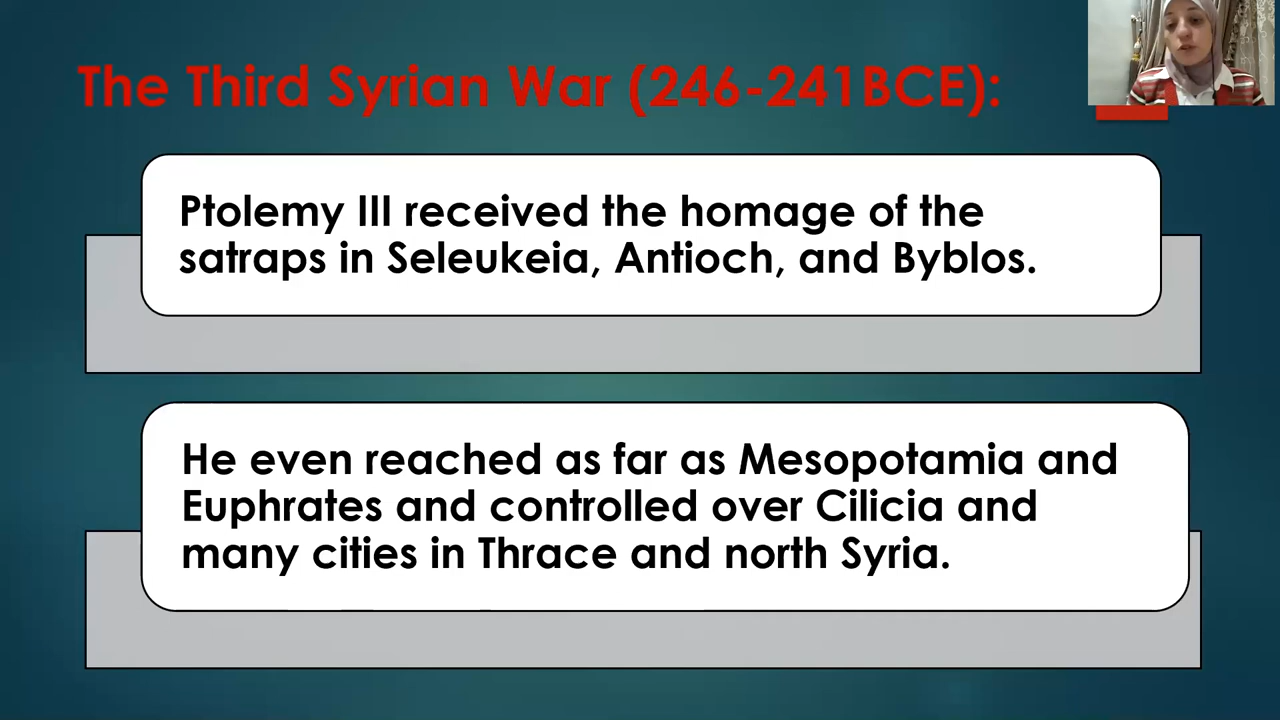 The Third Syrian War (246-241BCE):
Ptolemy III received the homage of the
satraps in Seleukeia, Antioch, and Byblos.
He even reached as far as Mesopotamia and
Euphrates and controlled over Cilicia and
many cities in Thrace and north Syria.